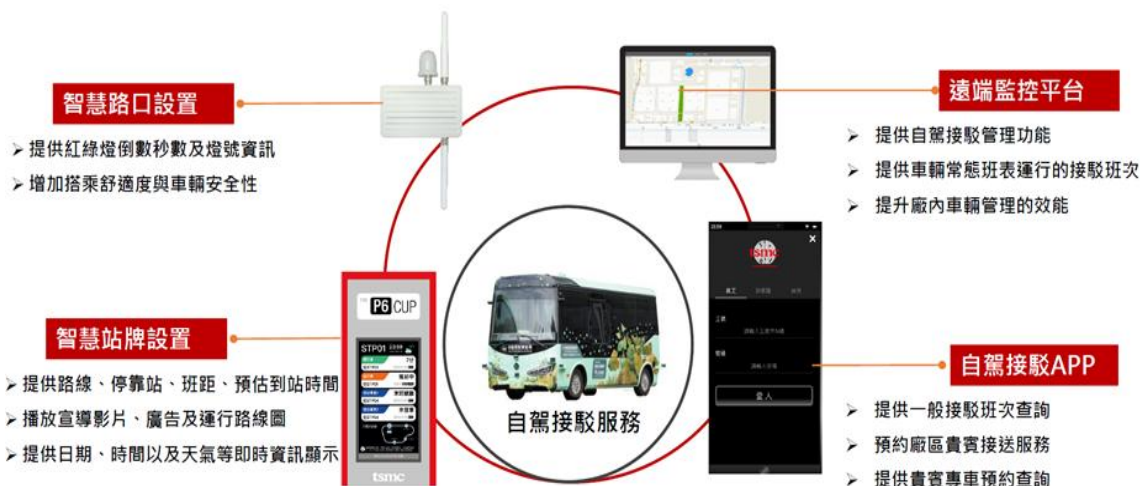 智慧路口設置
➢ 提供紅綠燈倒數秒數及燈號資訊
➢ 增加搭乘舒適度與車輛安全性
遠端監控平台
➢ 提供自駕接駁管理功能
➢ 提供車輛常態班表運行的接駁班次
➢ 提升廠內車輛管理的效能
智慧站牌設置
➢ 提供路線、停靠站、班距、預估到站時間
➢ 播放宣導影片、廣告及運行路線圖
➢ 提供日期、時間以及天氣等即時資訊顯示
P6 CUP
STP01
tsmc
自駕接駁服務
tsmc
員工
工號
登入
自駕接駁APP
➢ 提供一般接駁班次查詢
➢ 預約廠區貴賓接送服務
➢ 提供貴賓專車預約查詢